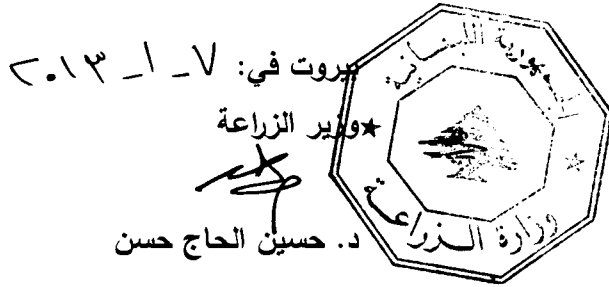 بيروت في: ٧_ ١_ ٢٠١٣
وزير الزراعة
د. حسين الحاج حسن
الجمهورية اللبنانية
وزارة الزراعة